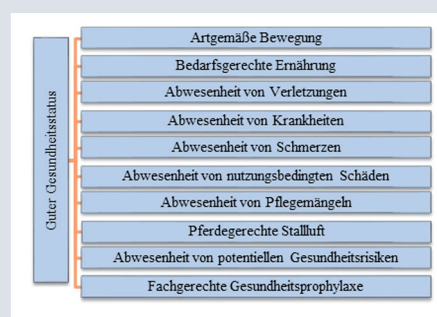 Guter Gesundheitsstatus
Artgemäße Bewegung
Bedarfsgerechte Ernährung
Abwesenheit von Verletzungen
Abwesenheit von Krankheiten
Abwesenheit von Schmerzen
Abwesenheit von nutzungsbedingten Schäden
Abwesenheit von Pflegemängeln
Pferdegerechte Stallluft
Abwesenheit von potentiellen Gesundheitsrisiken
Fachgerechte Gesundheitsprophylaxe